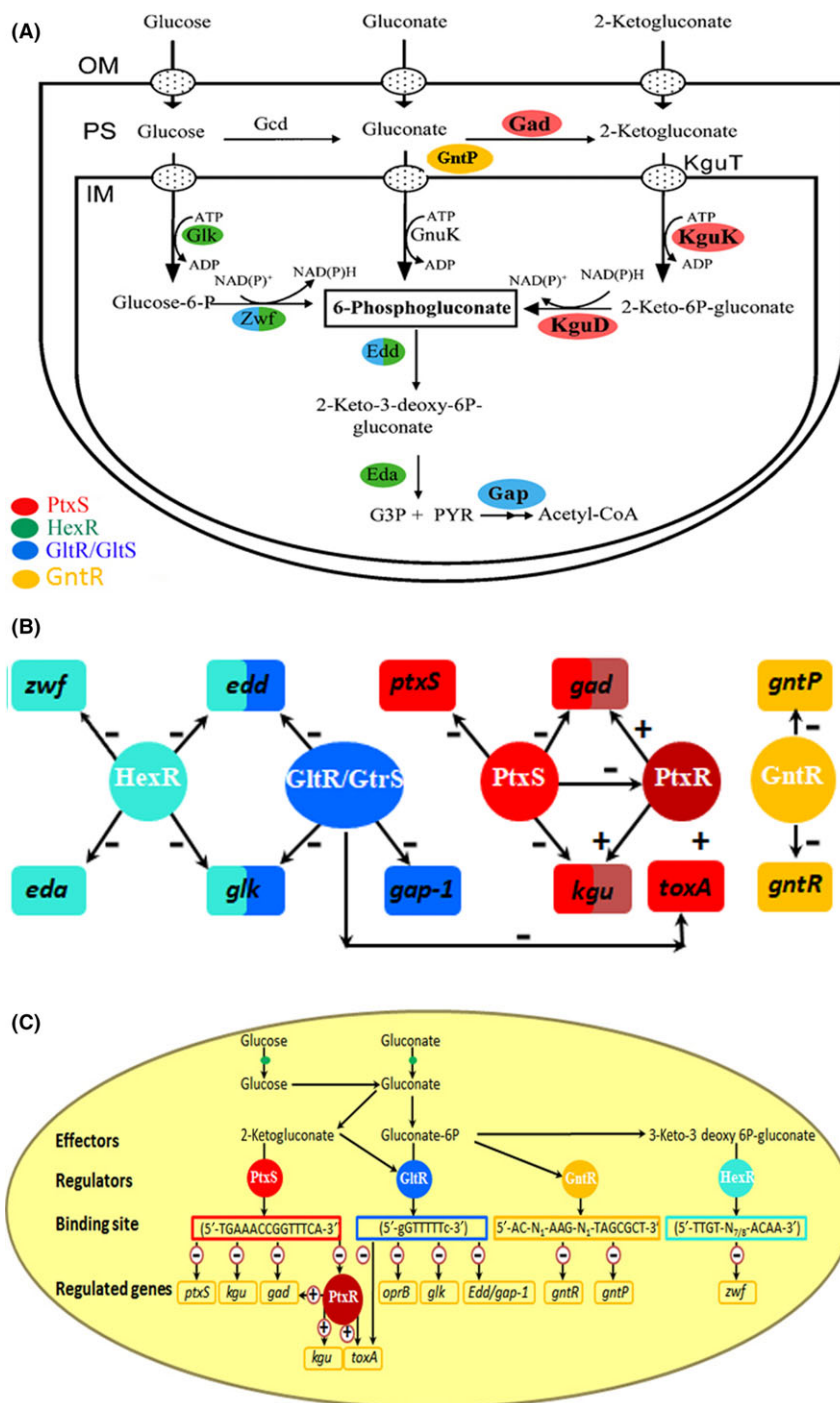 (A)
Glucose Gluconate 2-Ketogluconate
OM
PS Glucose Gcd Gluconate Gad 2-Ketogluconate
GntP
KguT
IM
ATP ATP ATP
Glk GnuK KguK
ADP ADP ADP
NAD(P)⁺ NAD(P)H NAD(P)⁺ NAD(P)H
Glucose-6-P 6-Phosphogluconate 2-Keto-6P-gluconate
Zwf KguD
Edd
2-Keto-3-deoxy-6P-
gluconate
Eda Gap
G3P + PYR Acetyl-CoA
PtxS
HexR
GltR/GltS
GntR
(B)
zwf edd ptxS gad gntP
- - - - - + -
HexR GltR/GtrS PtxS - PtxR GntR
- - - - - + + -
eda glk gap-1 kgu toxA gntR
-
(C)
Glucose Gluconate
Glucose Gluconate
Effectors 2-Ketogluconate Gluconate-6P 3-Keto-3 deoxy 6P-gluconate
Regulators PtxS GltR GntR HexR
Binding site (5′-TGAAACCGGTTTCA-3′) (5′-gGTTTTTc-3′) 5′-AC-N₁-AAG-N₁-TAGCGCT-3′ (5′-TTGT-N₇/₈-ACAA-3′)
- - - - - - - - - - -
Regulated genes ptxS kgu gad + PtxR oprB glk Edd/gap-1 gntR gntP zwf
+ +
kgu toxA